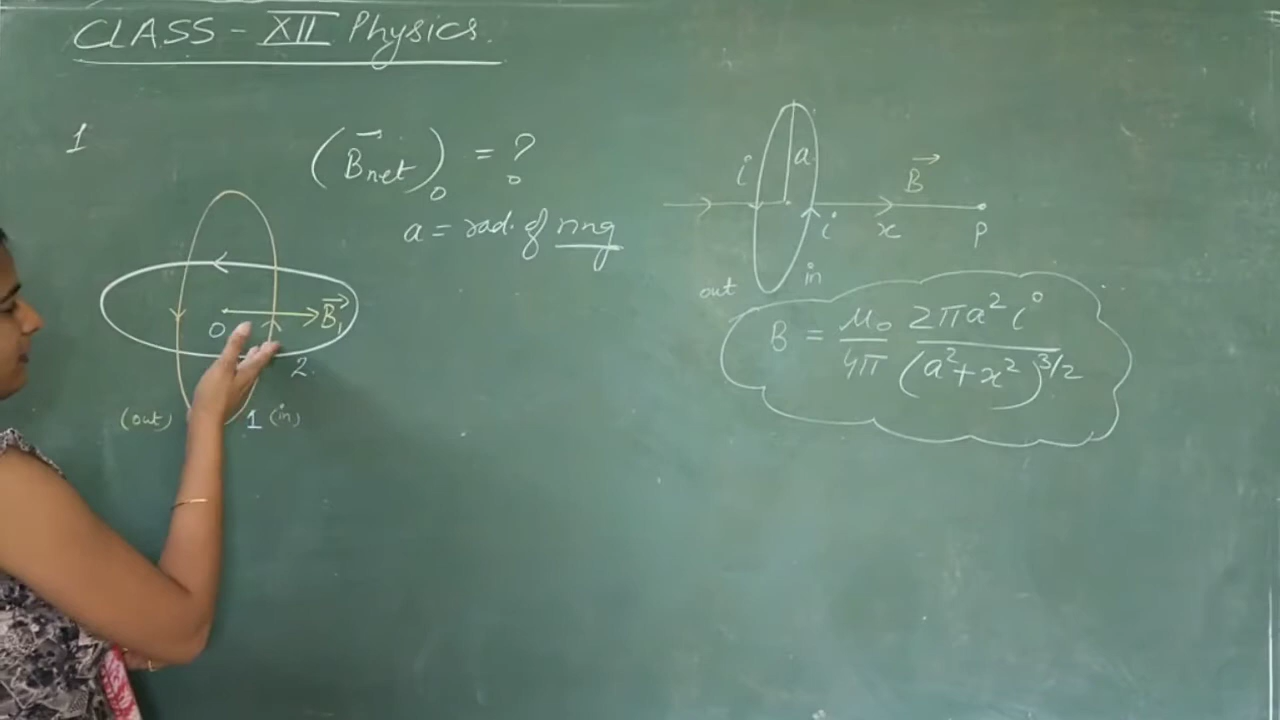 CLASS - XII Physics.
1
(B⃗net)₀ = ?
a = rad. of ring
O
B⃗₁
2.
(out)
1 (in)
a
i
B⃗
i
x
P
out
in
B = μ₀/4π 2πa²i/(a²+x²)^3/2